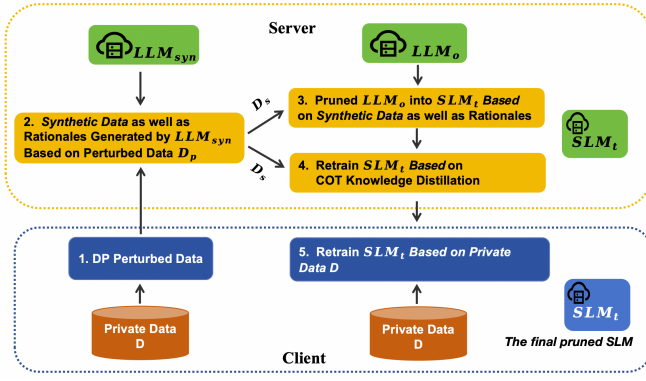 Server
LLM_syn
LLM_o
2. Synthetic Data as well as
Rationales Generated by LLM_syn
Based on Perturbed Data D_p
D_s
D_s
3. Pruned LLM_o into SLM_t Based
on Synthetic Data as well as Rationales
4. Retrain SLM_t Based on
COT Knowledge Distillation
SLM_t
1. DP Perturbed Data
5. Retrain SLM_t Based on Private
Data D
Private Data
D
Private Data
D
SLM_t
The final pruned SLM
Client